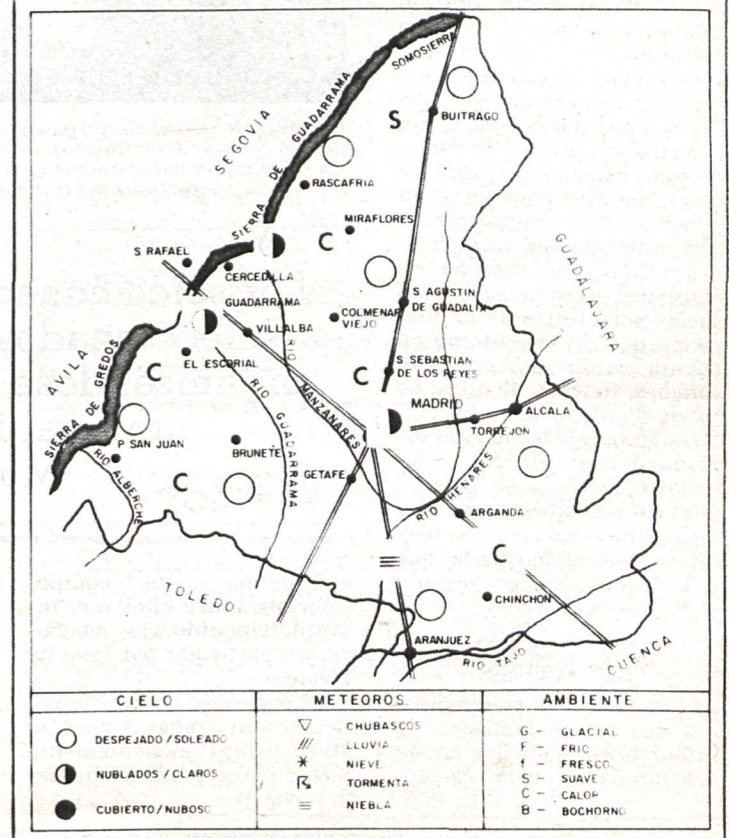 SOMOSIERRA
SIERRA DE GUADARRAMA
SEGOVIA
S
BUITRAGO
RASCAFRIA
MIRAFLORES
C
S. RAFAEL
CERCEDILLA
GUADARRAMA
VILLALBA
COLMENAR
VIEJO
S. AGUSTIN
DE GUADALIX
GUADALAJARA
AVILA
SIERRA DE GREDOS
C
EL ESCORIAL
RIO
MANZANARES
RIO GUADARRAMA
C
S. SEBASTIAN
DE LOS REYES
MADRID
ALCALA
TORREJON
P. SAN JUAN
RIO ALBERCHE
BRUNETE
C
GETAFE
RIO HENARES
ARGANDA
C
TOLEDO
CHINCHON
ARANJUEZ
RIO TAJO
CUENCA
CIELO
DESPEJADO / SOLEADO
NUBLADOS / CLAROS
CUBIERTO / NUBOSO
METEOROS
CHUBASCOS
LLUVIA
NIEVE
TORMENTA
NIEBLA
AMBIENTE
G - GLACIAL
F - FRIO
f - FRESCO
S - SUAVE
C - CALOR
B - BOCHORNO